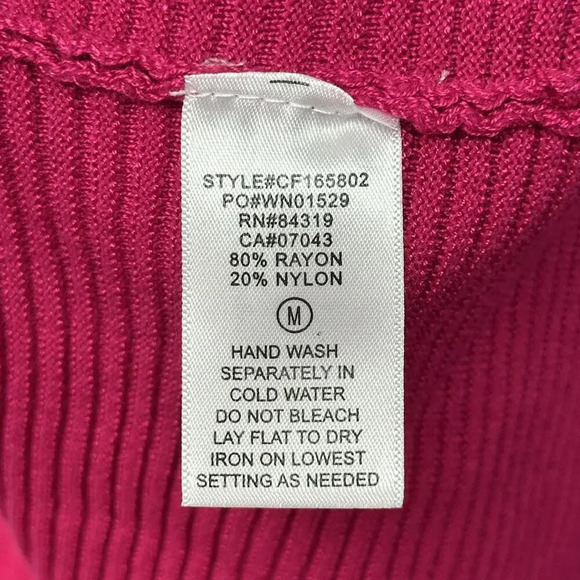 STYLE#CF165802
PO#WN01529
RN#84319
CA#07043
80% RAYON
20% NYLON
M
HAND WASH
SEPARATELY IN
COLD WATER
DO NOT BLEACH
LAY FLAT TO DRY
IRON ON LOWEST
SETTING AS NEEDED